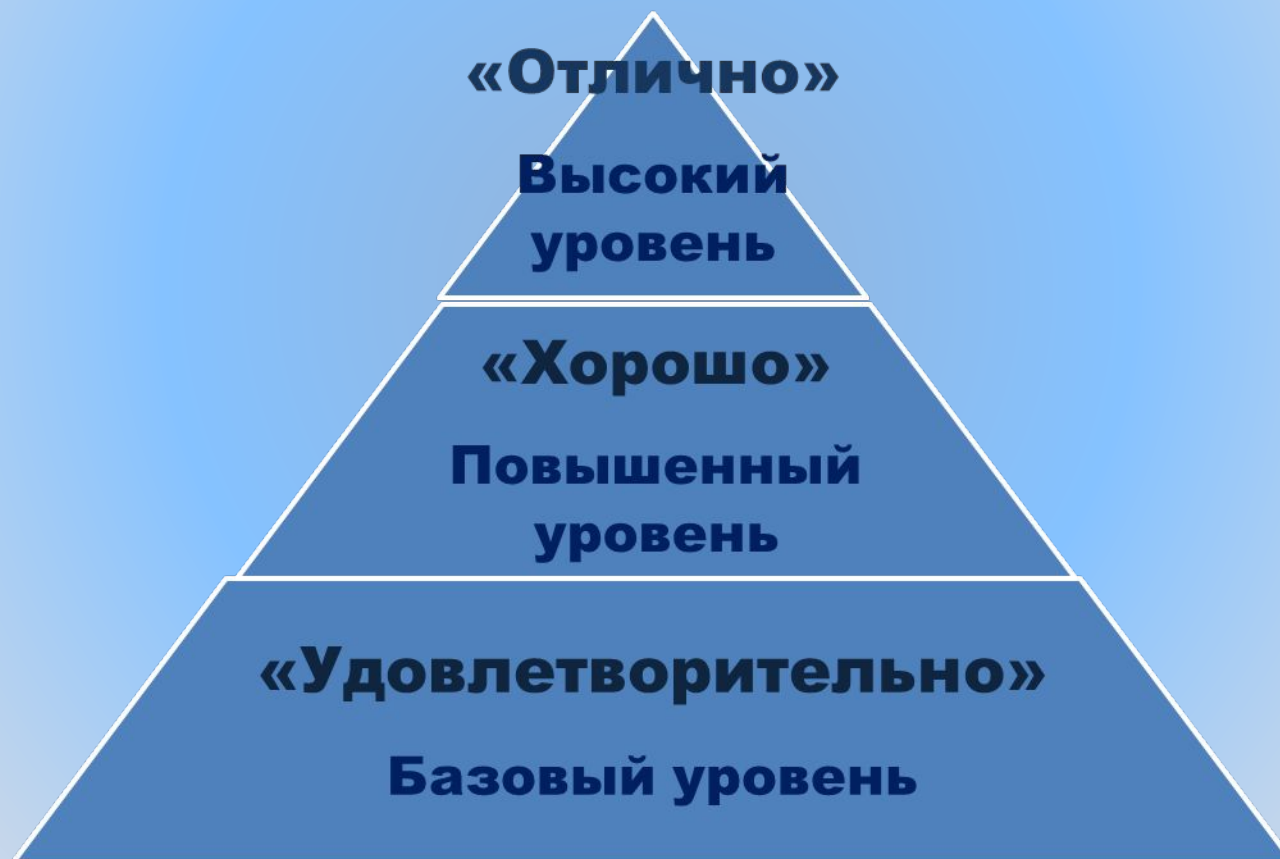 «Отлично»
Высокий
уровень
«Хорошо»
Повышенный
уровень
«Удовлетворительно»
Базовый уровень